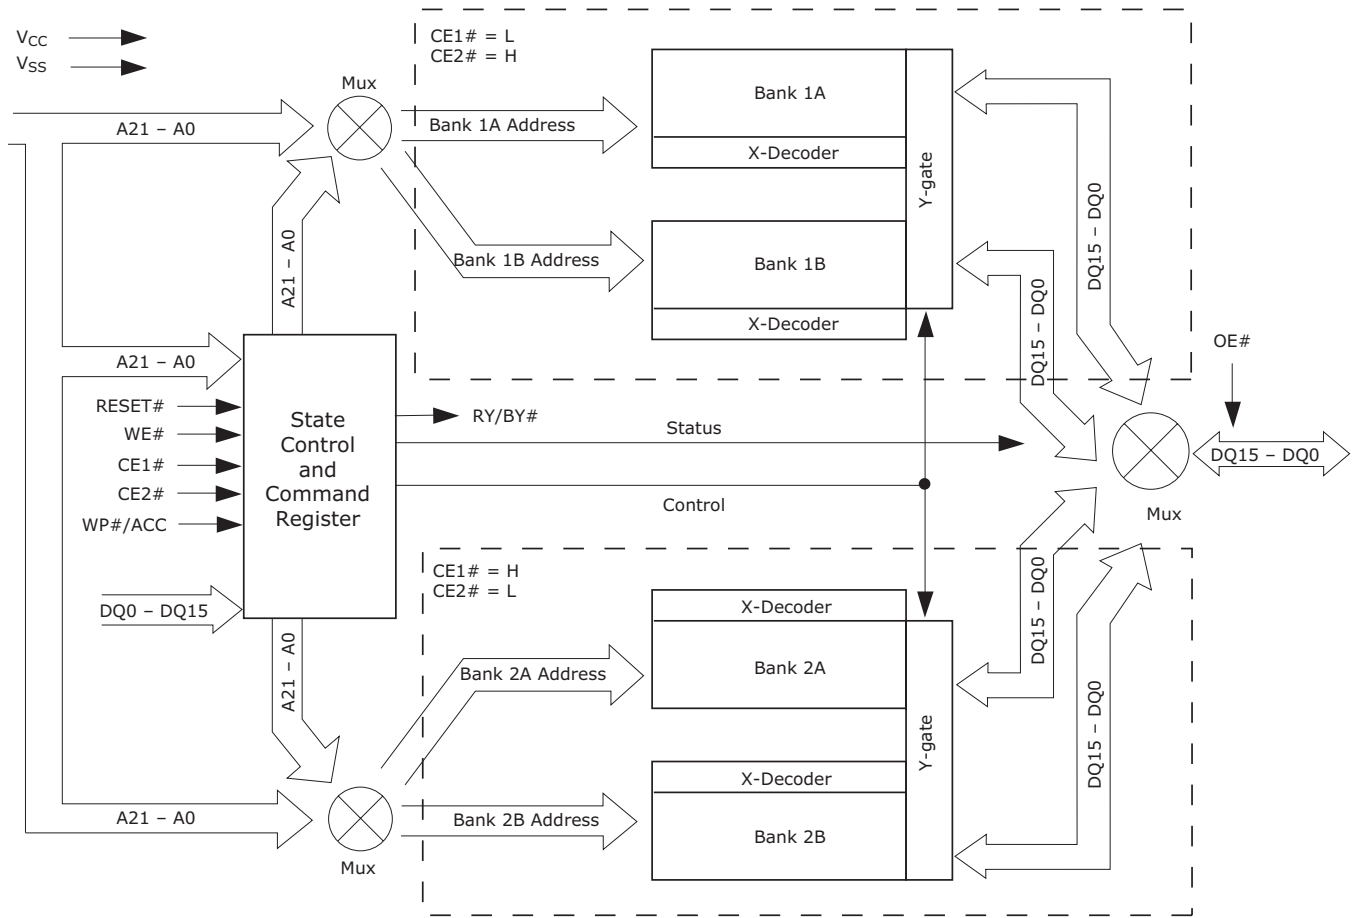 VCC
VSS
Mux
A21 – A0
CE1# = L
CE2# = H
Bank 1A Address
Bank 1A
X-Decoder
Y-gate
Bank 1B Address
Bank 1B
X-Decoder
A21 – A0
DQ15 – DQ0
DQ15 – DQ0
OE#
A21 – A0
RESET#
WE#
CE1#
CE2#
WP#/ACC
DQ0 – DQ15
State
Control
and
Command
Register
RY/BY#
Status
Control
DQ15 – DQ0
Mux
CE1# = H
CE2# = L
A21 – A0
Bank 2A Address
X-Decoder
Bank 2A
Y-gate
DQ15 – DQ0
DQ15 – DQ0
X-Decoder
Bank 2B
Bank 2B Address
A21 – A0
Mux